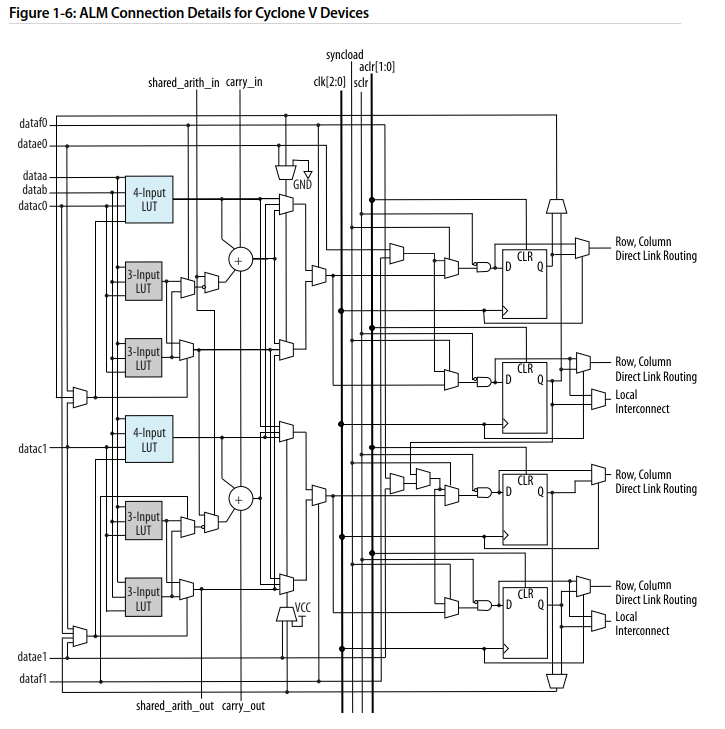 Figure 1-6: ALM Connection Details for Cyclone V Devices
syncload
aclr[1:0]
shared_arith_in carry_in clk[2:0] sclr
dataf0
datae0
dataa
datab
datac0
GND
4-Input
LUT
CLR
D Q
Row, Column
Direct Link Routing
+
3-Input
LUT
3-Input
LUT
CLR
D Q
Row, Column
Direct Link Routing
Local
Interconnect
4-Input
LUT
datac1
CLR
D Q
Row, Column
Direct Link Routing
+
3-Input
LUT
3-Input
LUT
VCC
CLR
D Q
Row, Column
Direct Link Routing
Local
Interconnect
datae1
dataf1
shared_arith_out carry_out